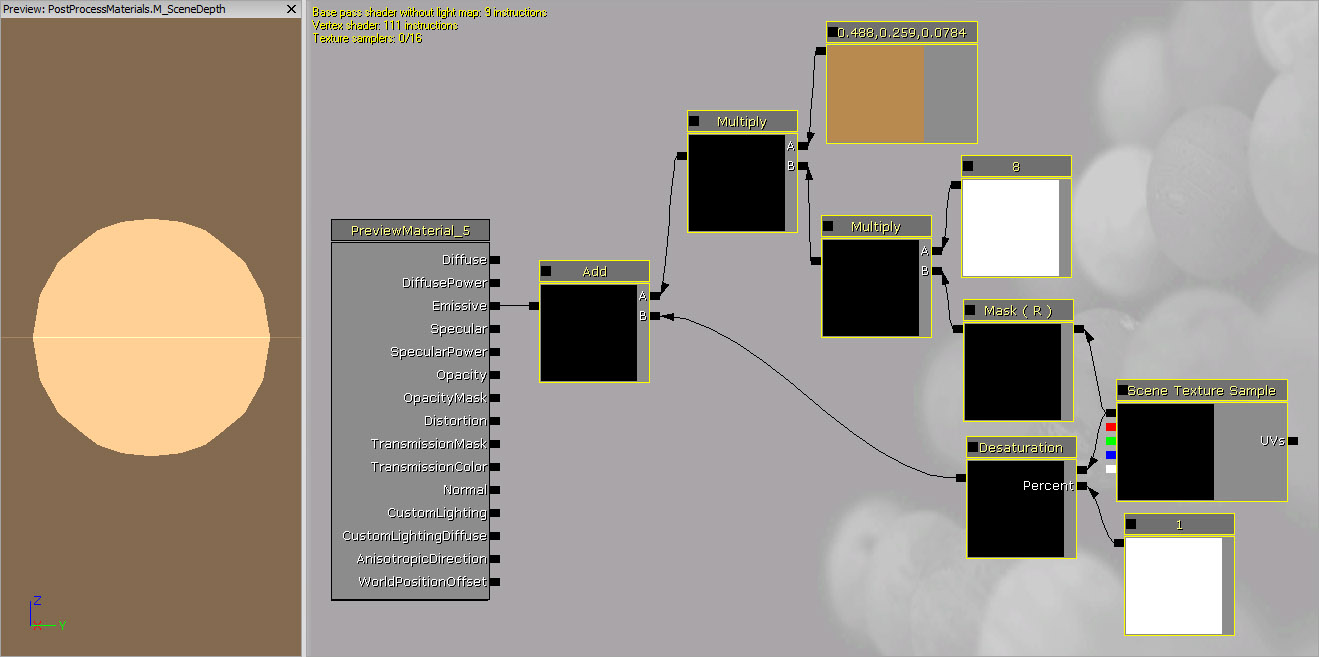 Preview: PostProcessMaterials.M_SceneDepth
Base pass shader without light map: 9 instructions
Vertex shader: 111 instructions
Texture samplers: 0/16
0.488,0.259,0.0784
Multiply
A
B
8
Multiply
A
B
PreviewMaterial_5
Diffuse
DiffusePower
Emissive
Specular
SpecularPower
Opacity
OpacityMask
Distortion
TransmissionMask
TransmissionColor
Normal
CustomLighting
CustomLightingDiffuse
AnisotropicDirection
WorldPositionOffset
Add
A
B
Mask ( R )
Scene Texture Sample
UVs
Desaturation
Percent
1
Z
X Y